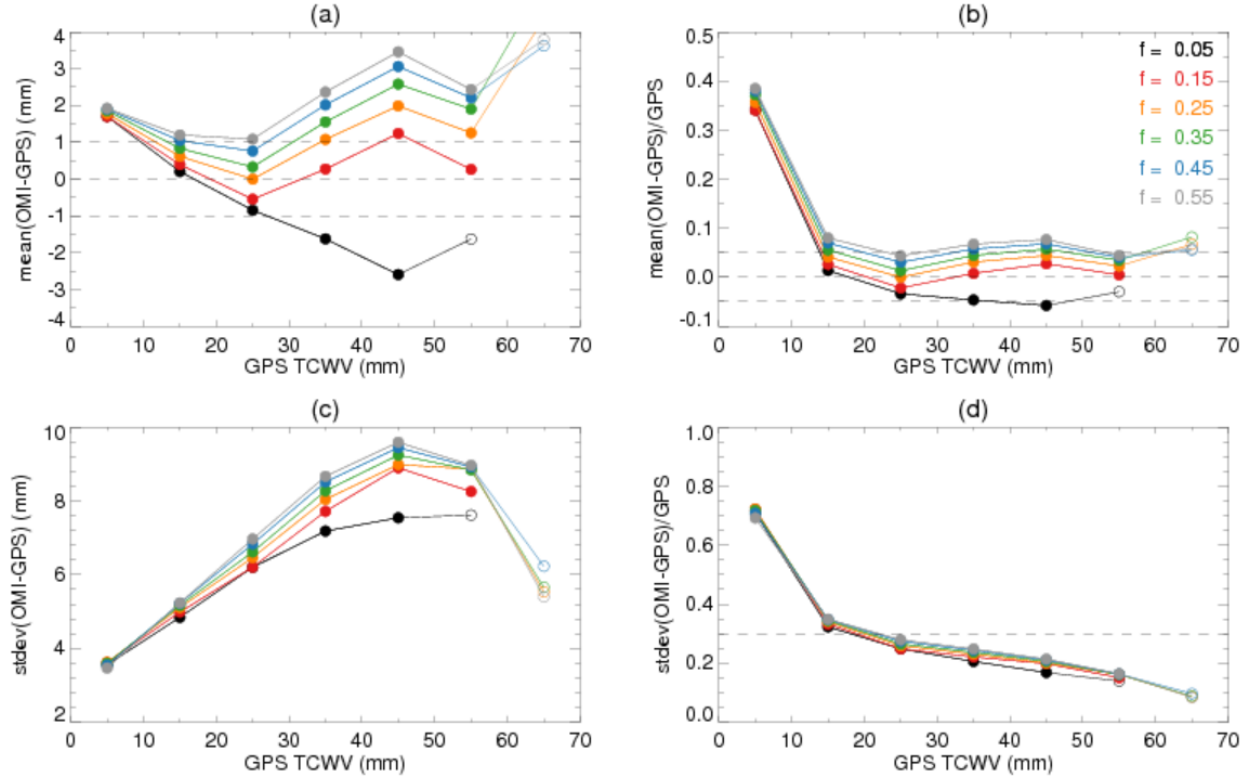 (a)
4
3
2
1
0
-1
-2
-3
-4
mean(OMI-GPS) (mm)
0 10 20 30 40 50 60 70
GPS TCWV (mm)
(b)
0.5
0.4
0.3
0.2
0.1
0.0
-0.1
mean(OMI-GPS)/GPS
f = 0.05
f = 0.15
f = 0.25
f = 0.35
f = 0.45
f = 0.55
0 10 20 30 40 50 60 70
GPS TCWV (mm)
(c)
10
8
6
4
2
stdev(OMI-GPS) (mm)
0 10 20 30 40 50 60 70
GPS TCWV (mm)
(d)
1.0
0.8
0.6
0.4
0.2
0.0
stdev(OMI-GPS)/GPS
0 10 20 30 40 50 60 70
GPS TCWV (mm)